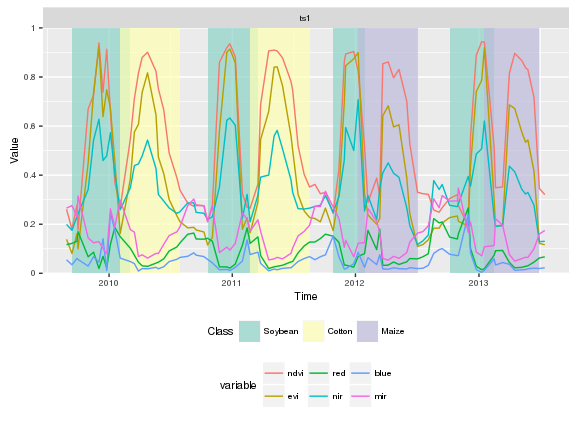 ts1
1
0.8
0.6
0.4
0.2
0
Value
2010 2011 2012 2013
Time
Class Soybean Cotton Maize
variable
ndvi red blue
evi nir mir